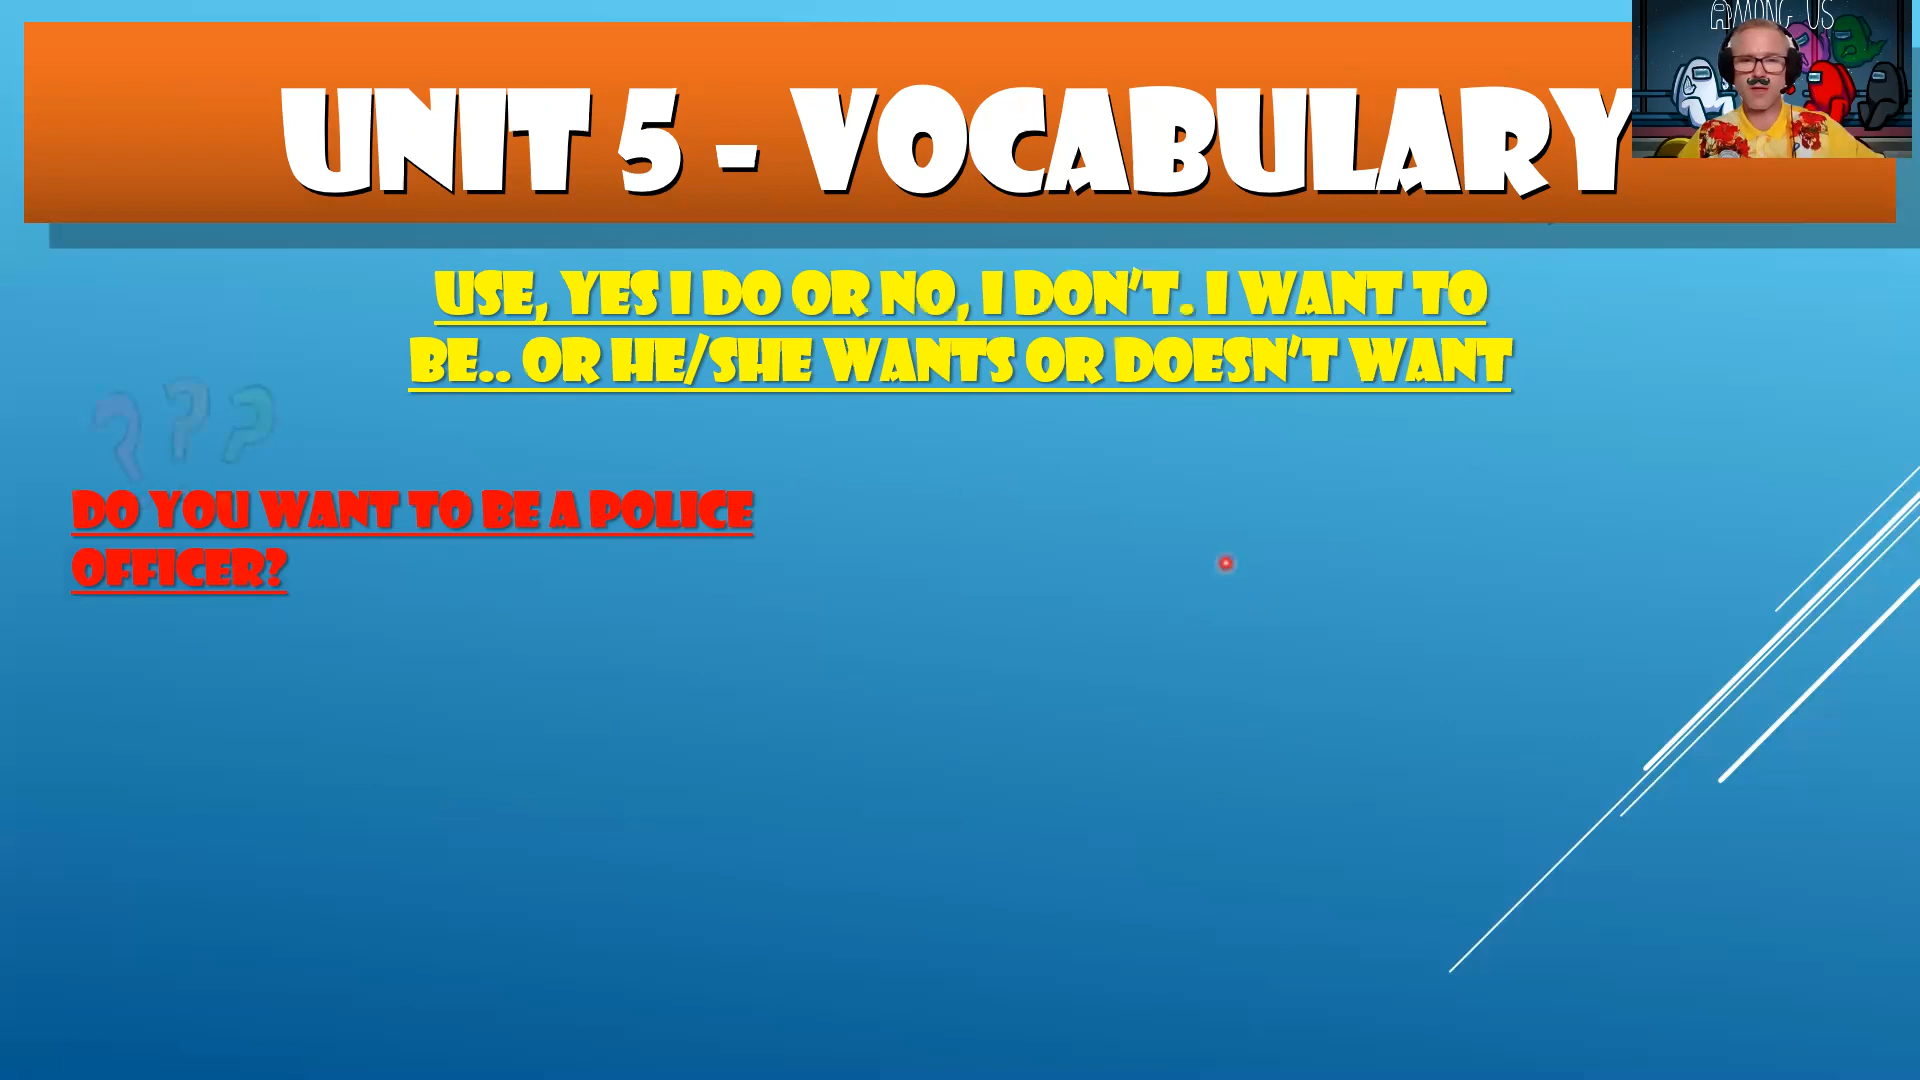 AMONG US
UNIT 5 - VOCABULARY
USE, YES I DO OR NO, I DON'T. I WANT TO
BE.. OR HE/SHE WANTS OR DOESN'T WANT
???
DO YOU WANT TO BE A POLICE
OFFICER?